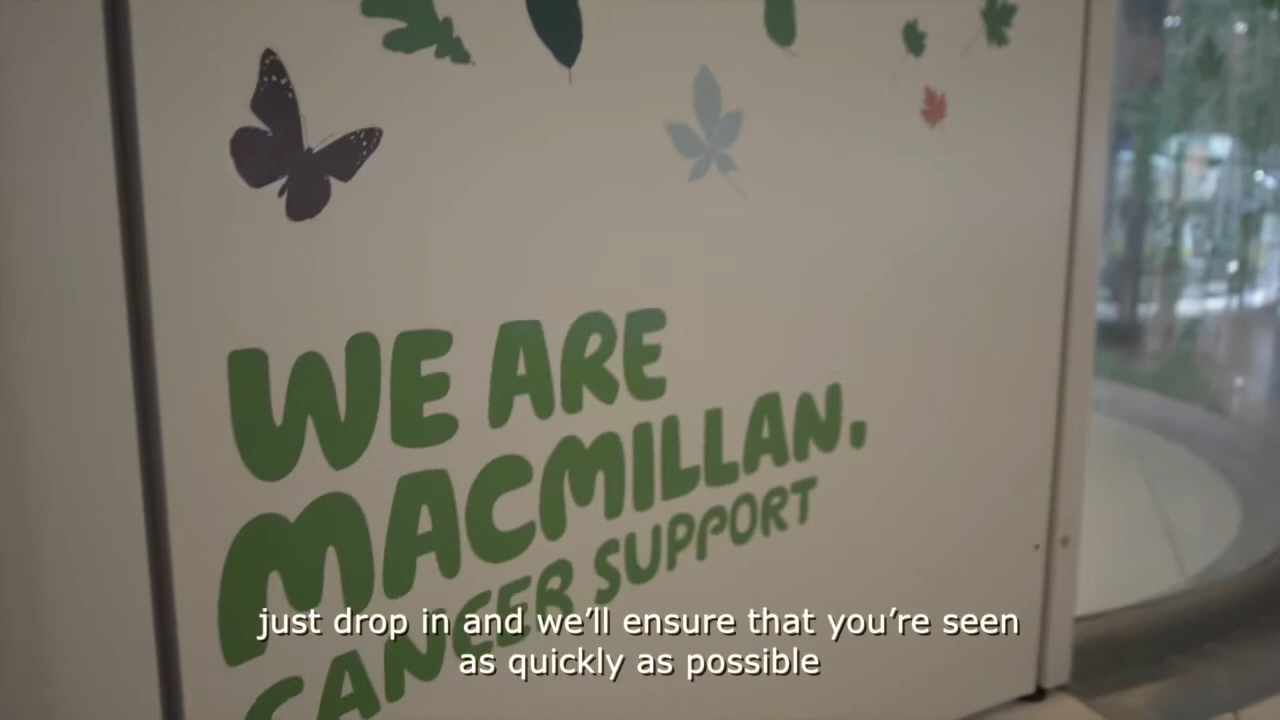 WE ARE
MACMILLAN.
CANCER SUPPORT
just drop in and we’ll ensure that you’re seen
as quickly as possible